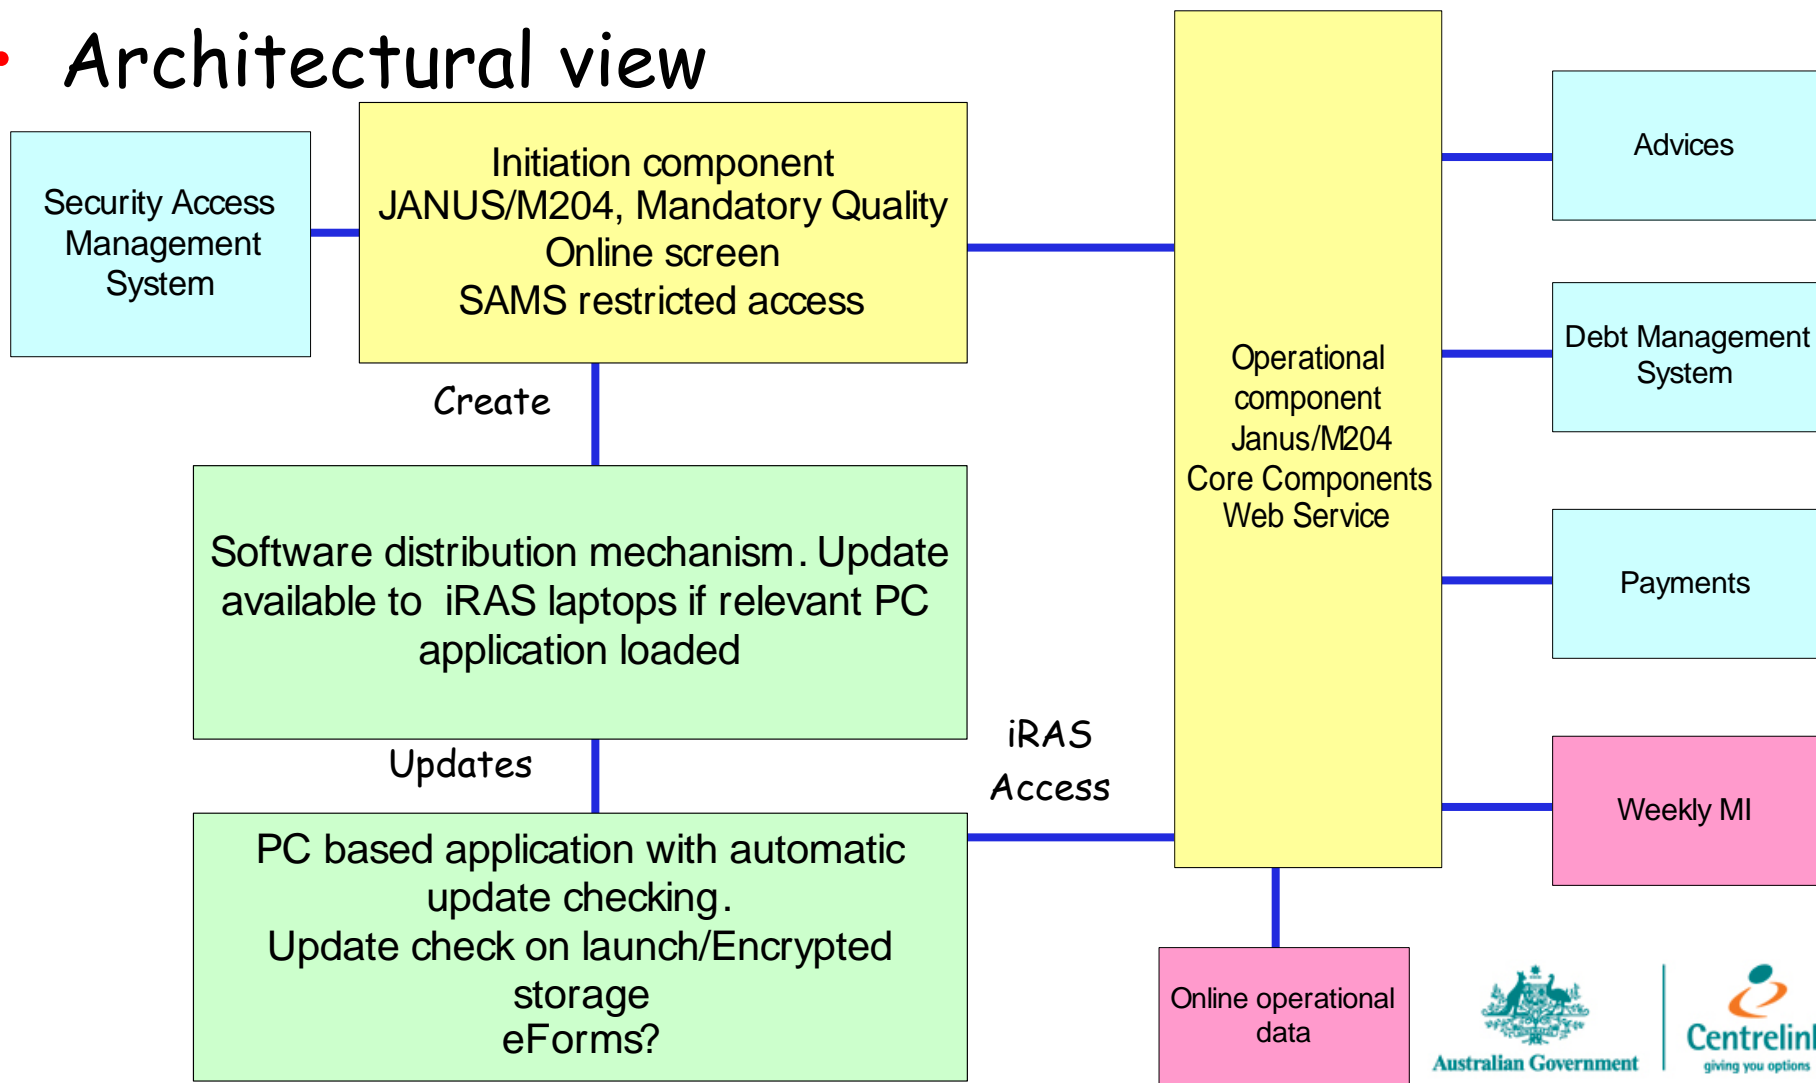 • Architectural view
Security Access
Management
System
Initiation component
JANUS/M204, Mandatory Quality
Online screen
SAMS restricted access
Create
Software distribution mechanism. Update
available to iRAS laptops if relevant PC
application loaded
Updates
PC based application with automatic
update checking.
Update check on launch/Encrypted
storage
eForms?
iRAS
Access
Operational
component
Janus/M204
Core Components
Web Service
Advices
Debt Management
System
Payments
Weekly MI
Online operational
data
Australian Government
Centrelink
giving you options